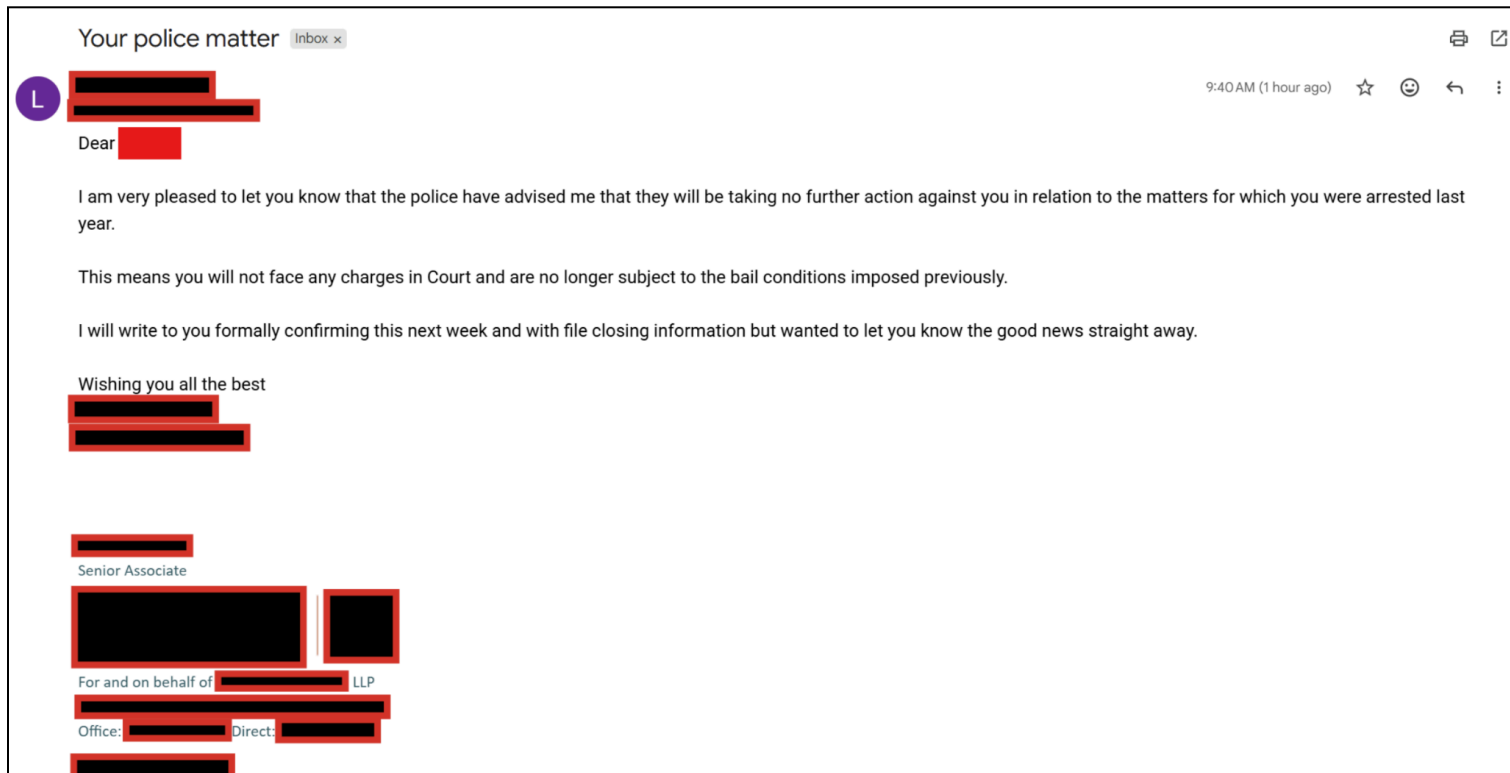 Your police matter Inbox ×
9:40 AM (1 hour ago)
L
Dear
I am very pleased to let you know that the police have advised me that they will be taking no further action against you in relation to the matters for which you were arrested last
year.
This means you will not face any charges in Court and are no longer subject to the bail conditions imposed previously.
I will write to you formally confirming this next week and with file closing information but wanted to let you know the good news straight away.
Wishing you all the best
Senior Associate
For and on behalf of LLP
Office: Direct: